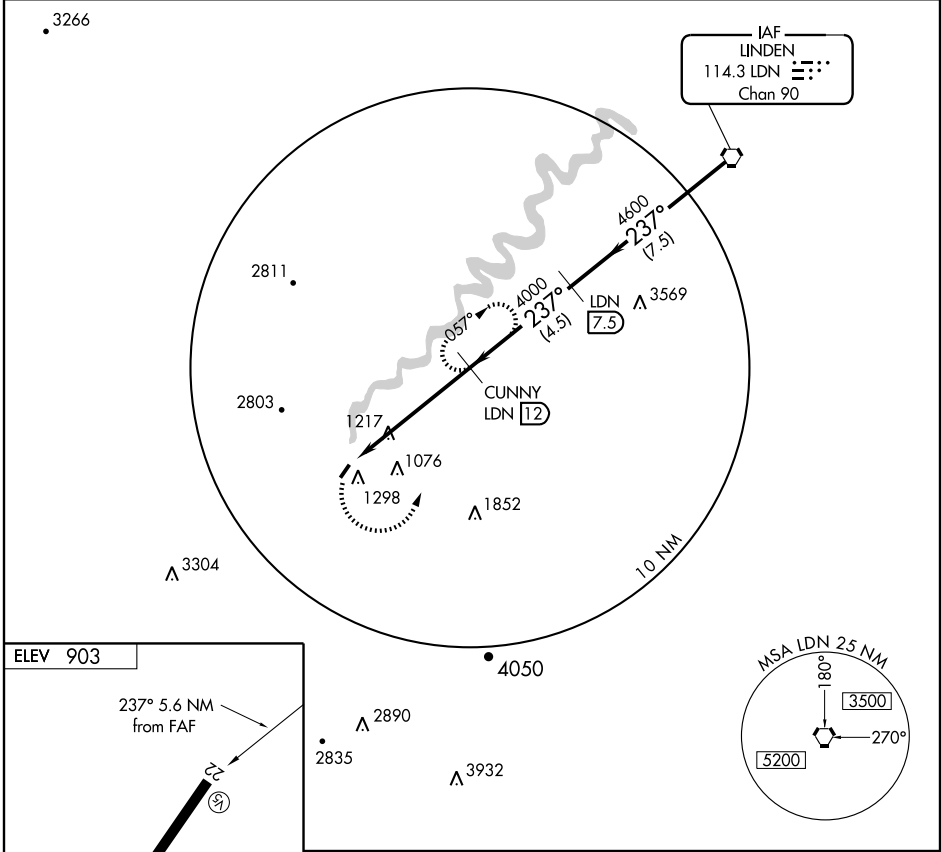 3266
IAF
LINDEN
114.3 LDN
Chan 90
4600
237°
(7.5)
2811
4000
237°
(4.5)
LDN
7.5
3569
057°
CUNNY
LDN 12
2803
1217
1076
1298
1852
10 NM
3304
4050
ELEV 903
237° 5.6 NM
from FAF
22
V5
2890
2835
3932
MSA LDN 25 NM
180°
3500
270°
5200